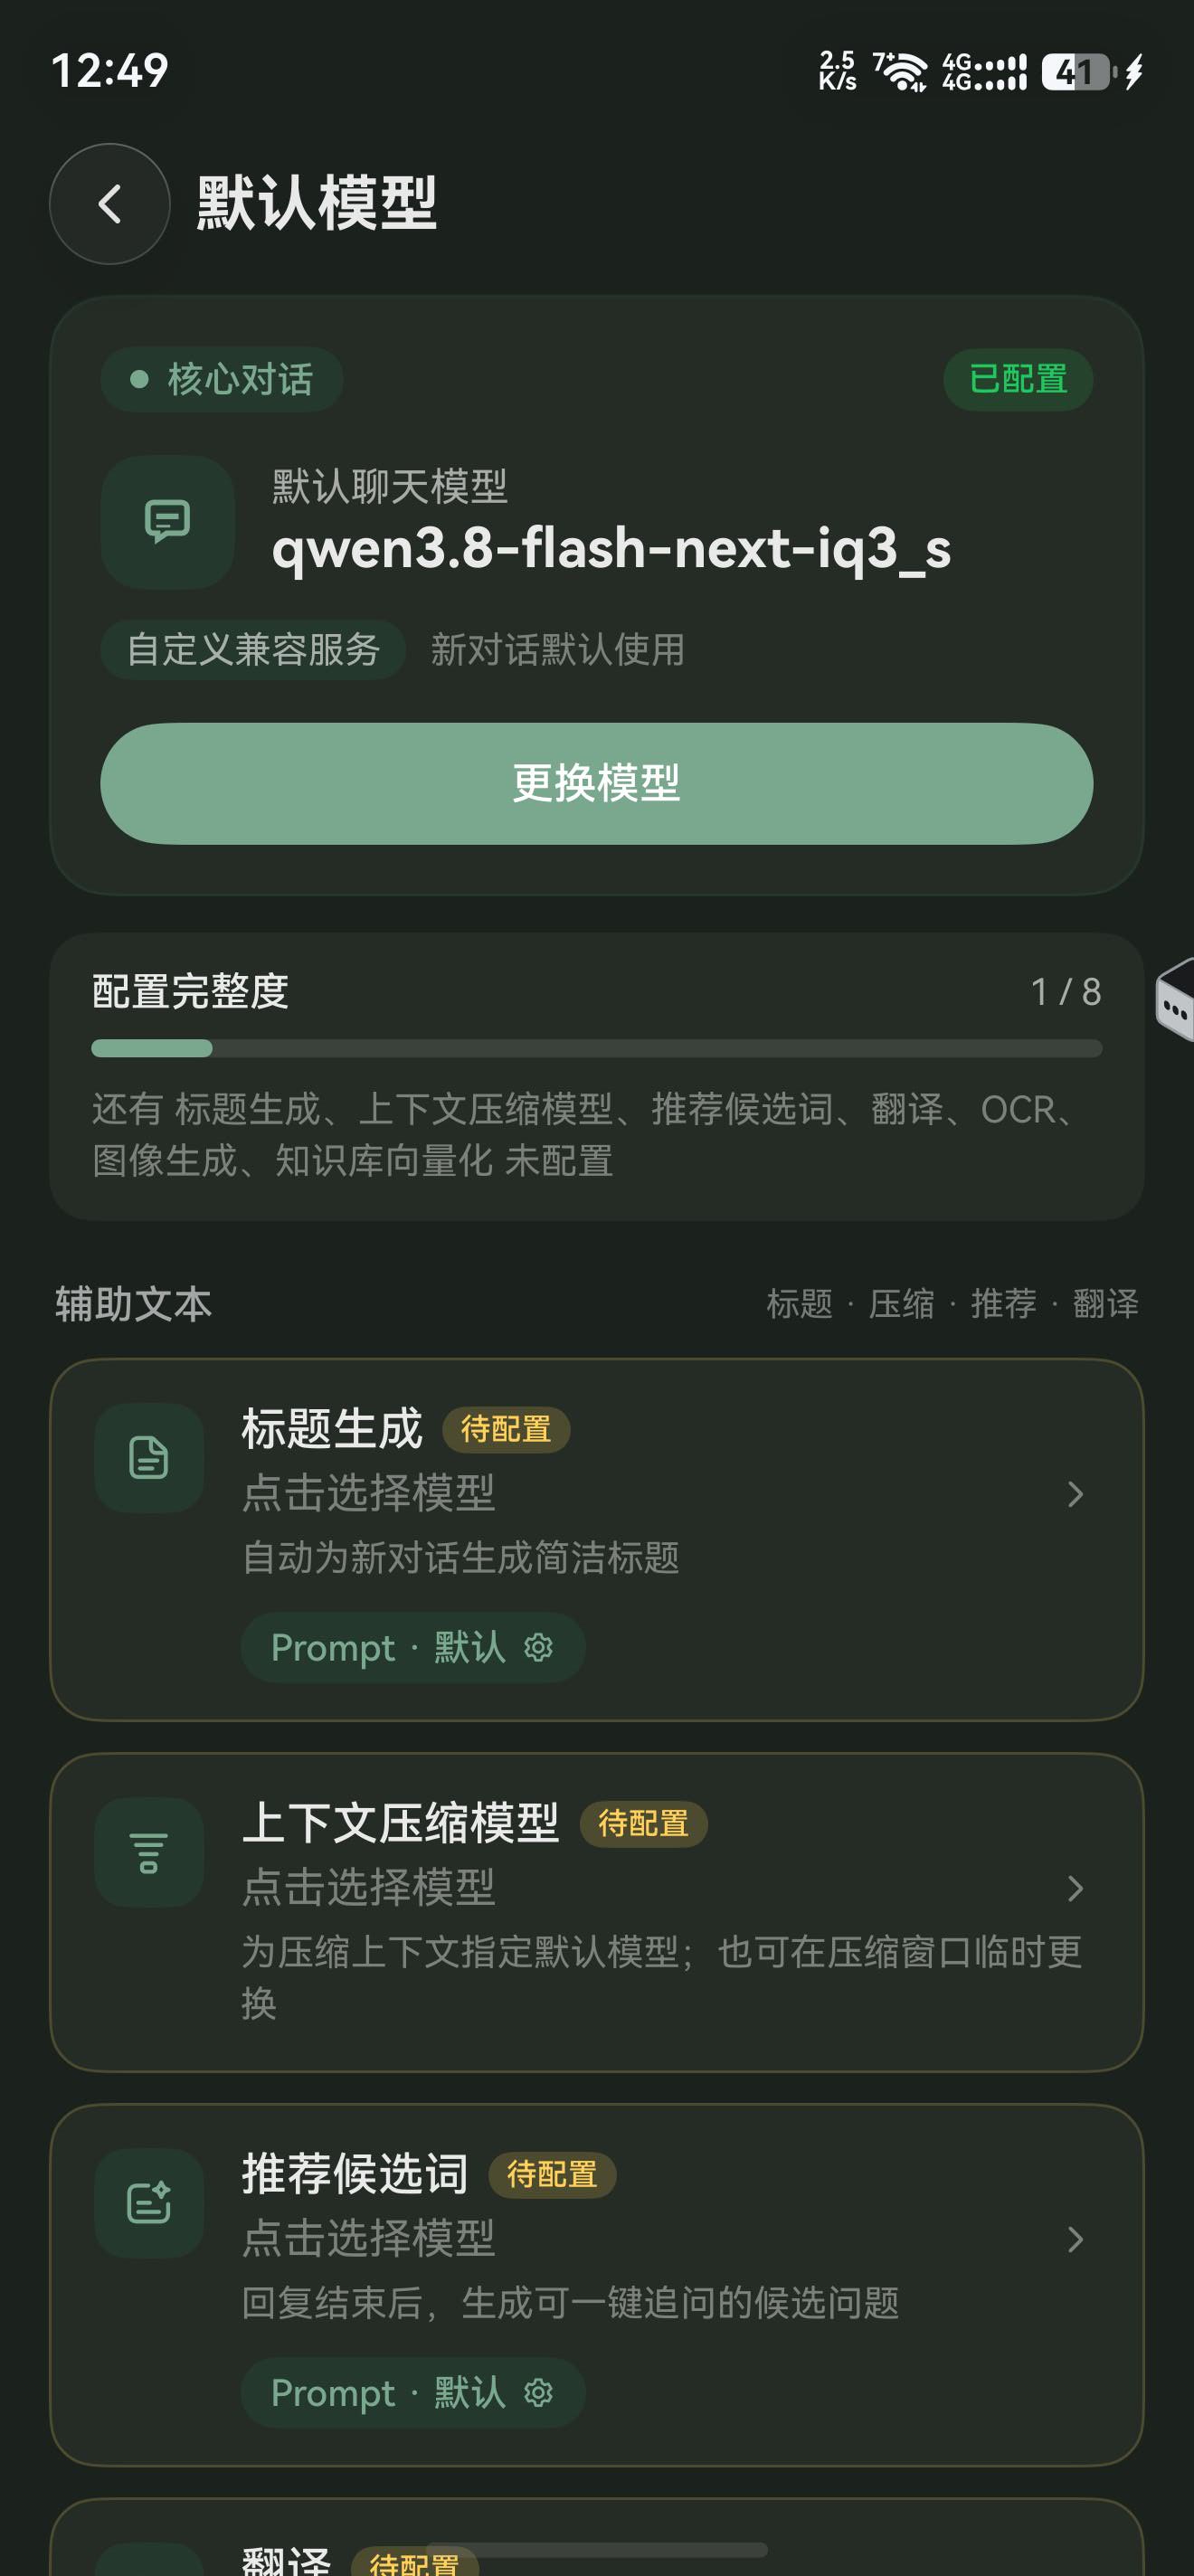 12:49
2.5 K/s 7+ 4G 4G 41
默认模型
核心对话 已配置
默认聊天模型
qwen3.8-flash-next-iq3_s
自定义兼容服务 新对话默认使用
更换模型
配置完整度 1 / 8
还有 标题生成、上下文压缩模型、推荐候选词、翻译、OCR、
图像生成、知识库向量化 未配置
辅助文本 标题 · 压缩 · 推荐 · 翻译
标题生成 待配置
点击选择模型
自动为新对话生成简洁标题
Prompt · 默认
上下文压缩模型 待配置
点击选择模型
为压缩上下文指定默认模型；也可在压缩窗口临时更
换
推荐候选词 待配置
点击选择模型
回复结束后，生成可一键追问的候选问题
Prompt · 默认
翻译 待配置